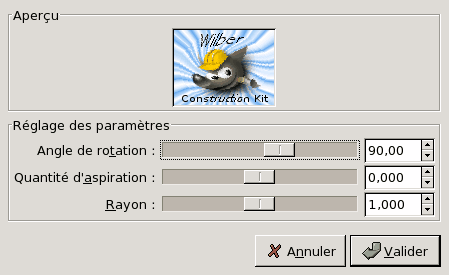 Aperçu
Wilber
Construction Kit
Réglage des paramètres
Angle de rotation :
90,00
Quantité d'aspiration :
0,000
Rayon :
1,000
Annuler
Valider